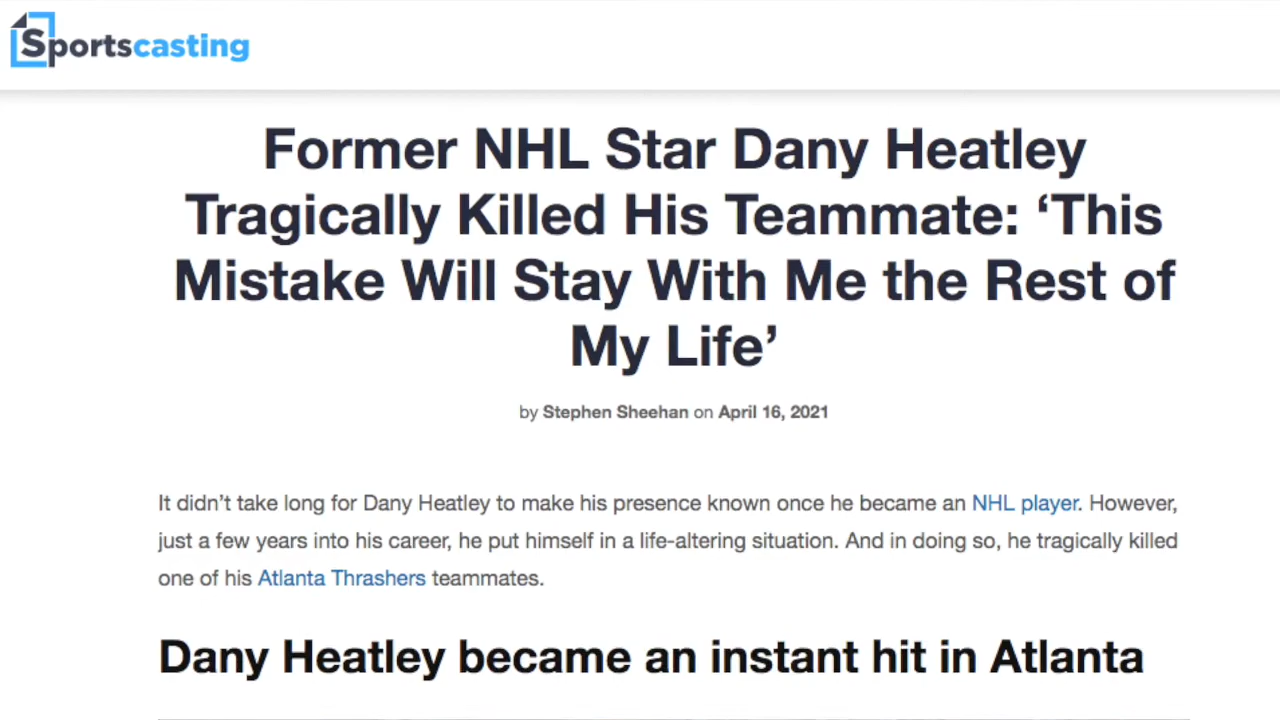 Sportscasting
Former NHL Star Dany Heatley
Tragically Killed His Teammate: ‘This
Mistake Will Stay With Me the Rest of
My Life’
by Stephen Sheehan on April 16, 2021
It didn’t take long for Dany Heatley to make his presence known once he became an NHL player. However,
just a few years into his career, he put himself in a life-altering situation. And in doing so, he tragically killed
one of his Atlanta Thrashers teammates.
Dany Heatley became an instant hit in Atlanta